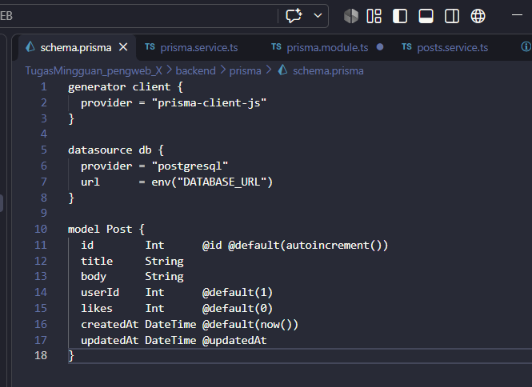 EB
schema.prisma
TS prisma.service.ts
TS prisma.module.ts
TS posts.service.ts
TugasMingguan_pengweb_X > backend > prisma > schema.prisma
1 generator client {
2 provider = "prisma-client-js"
3 }
4
5 datasource db {
6 provider = "postgresql"
7 url = env("DATABASE_URL")
8 }
9
10 model Post {
11 id Int @id @default(autoincrement())
12 title String
13 body String
14 userId Int @default(1)
15 likes Int @default(0)
16 createdAt DateTime @default(now())
17 updatedAt DateTime @updatedAt
18 }